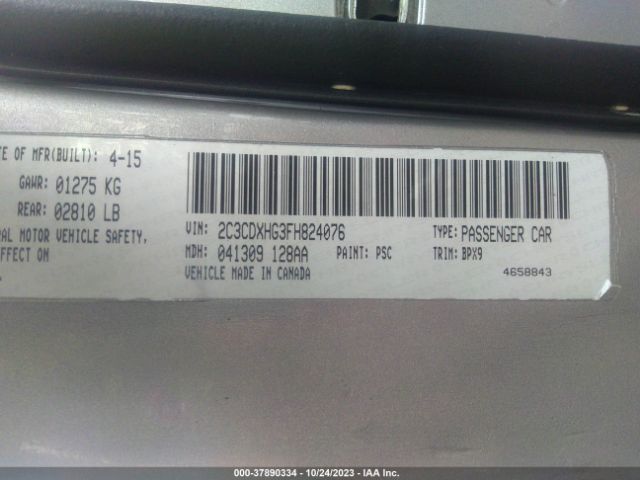 TE OF MFR(BUILT): 4-15
GAWR: 01275 KG
REAR: 02810 LB
AL MOTOR VEHICLE SAFETY,
EFFECT ON
VIN: 2C3CDXHG3FH824076
TYPE: PASSENGER CAR
MDH: 041309 128AA
PAINT: PSC
TRIM: BPX9
VEHICLE MADE IN CANADA
4658843
000-37890334 | 10/24/2023 | IAA Inc.